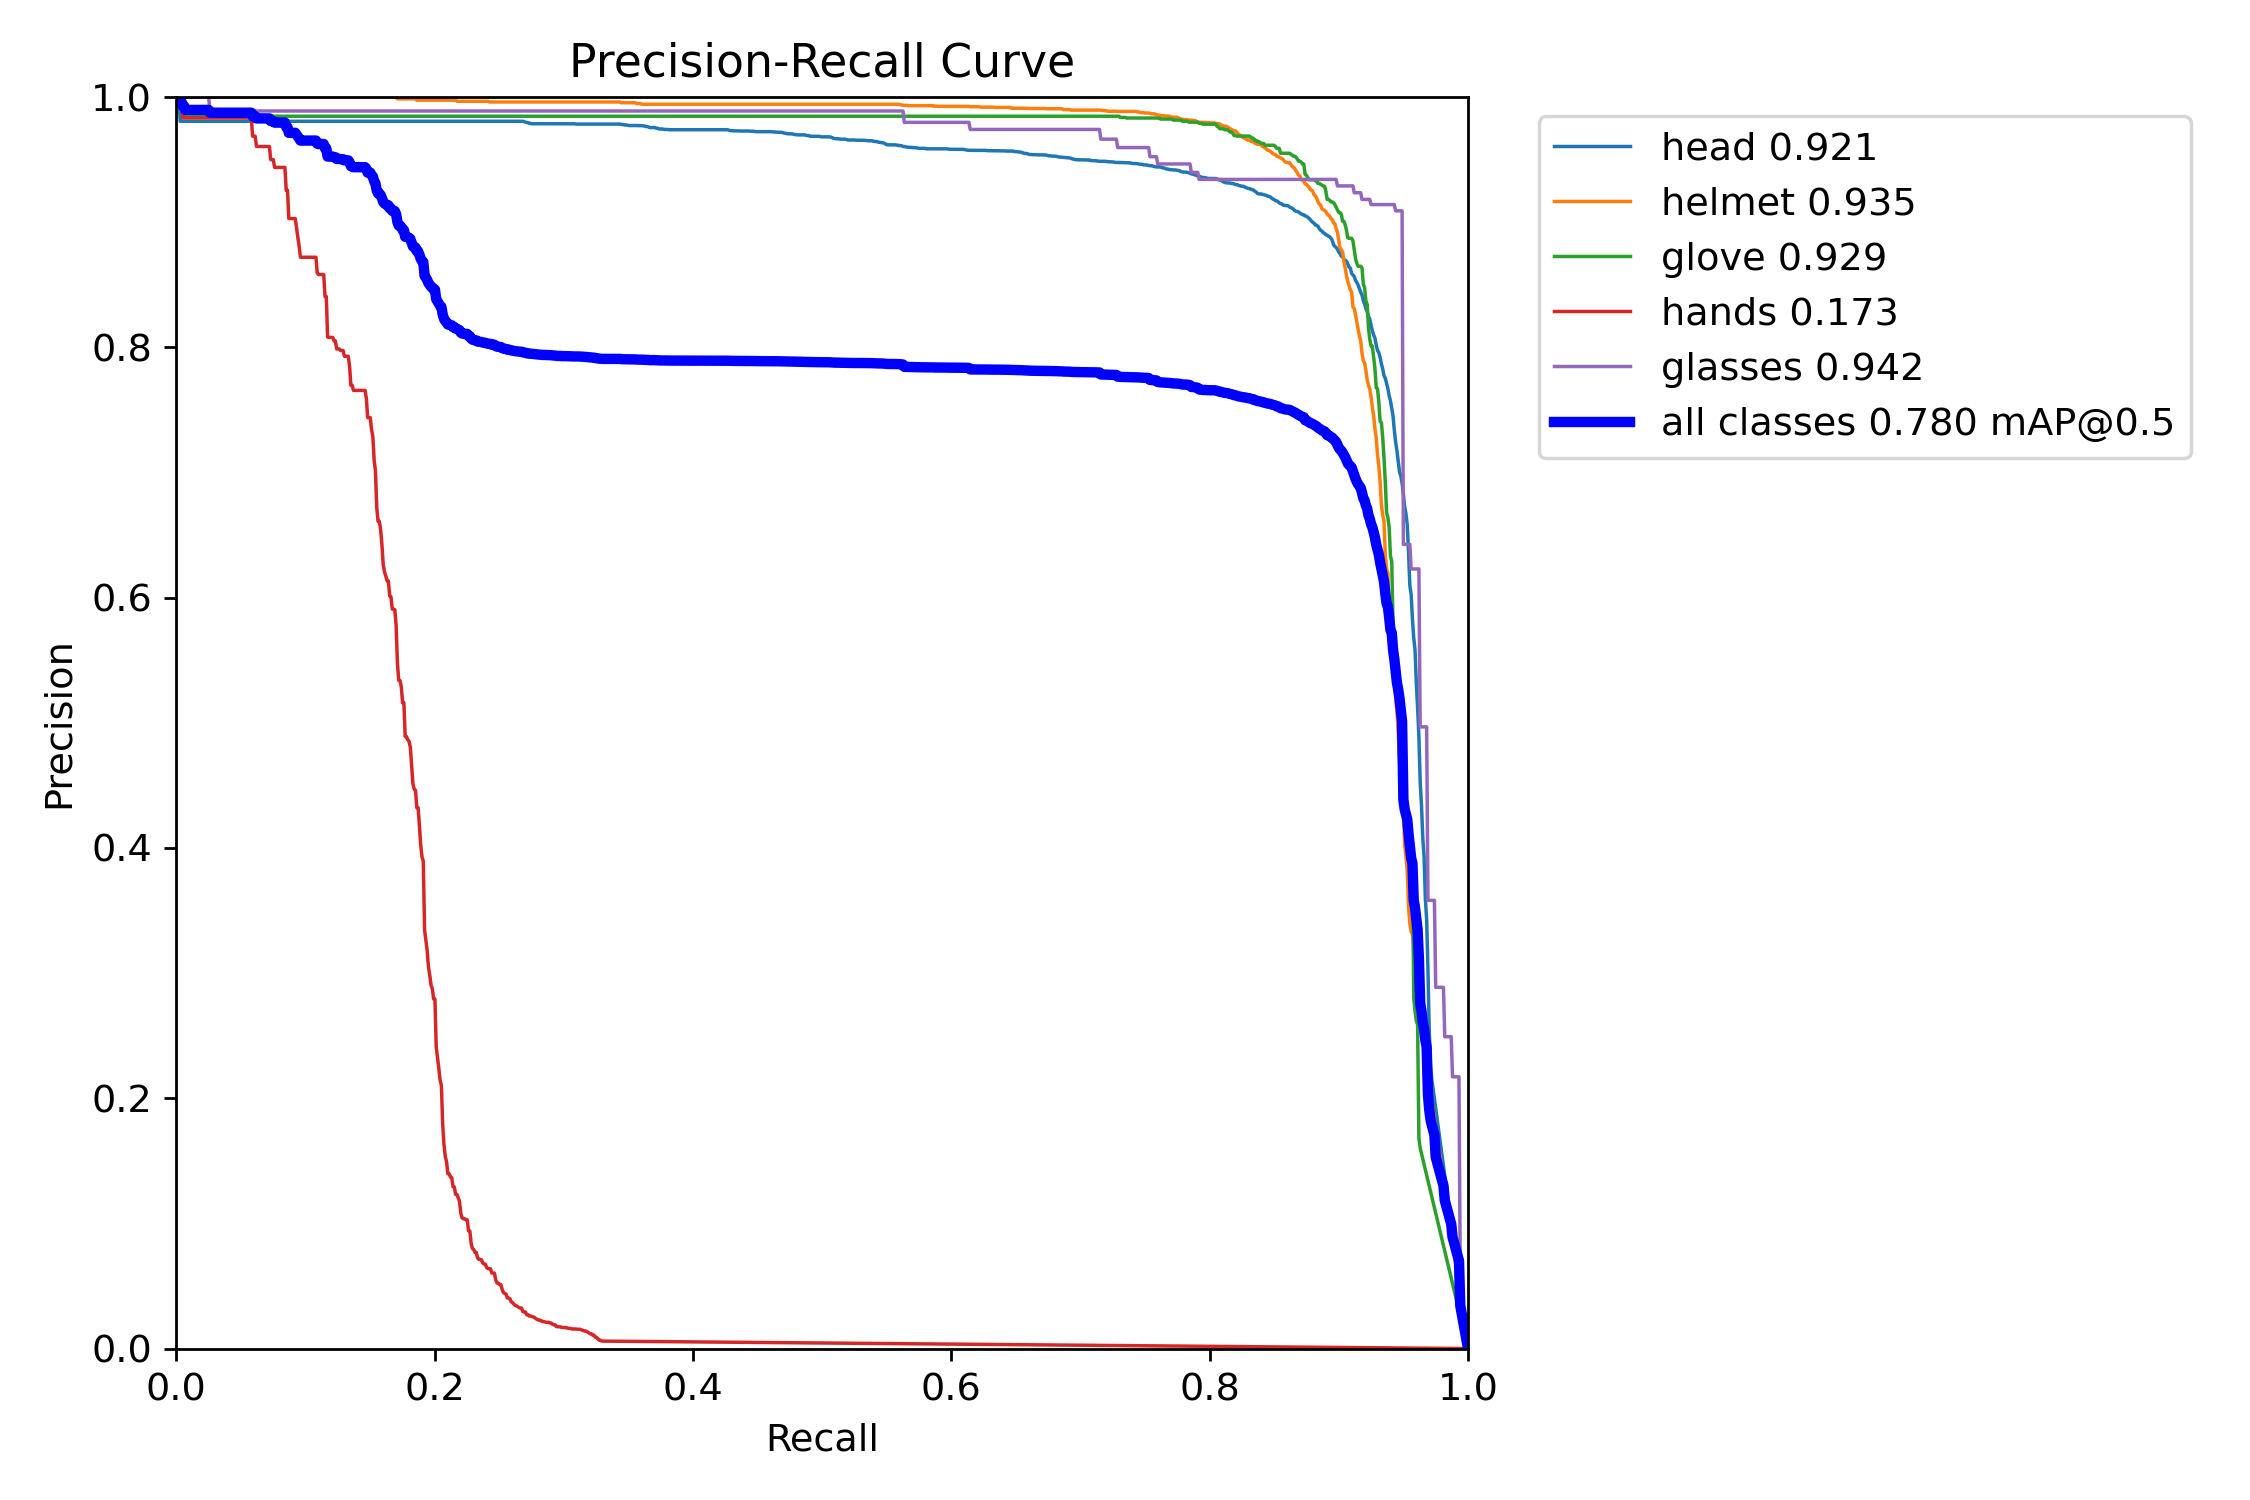 Precision-Recall Curve
1.0
0.8
0.6
0.4
0.2
0.0
Precision
0.0 0.2 0.4 0.6 0.8 1.0
Recall
head 0.921
helmet 0.935
glove 0.929
hands 0.173
glasses 0.942
all classes 0.780 mAP@0.5